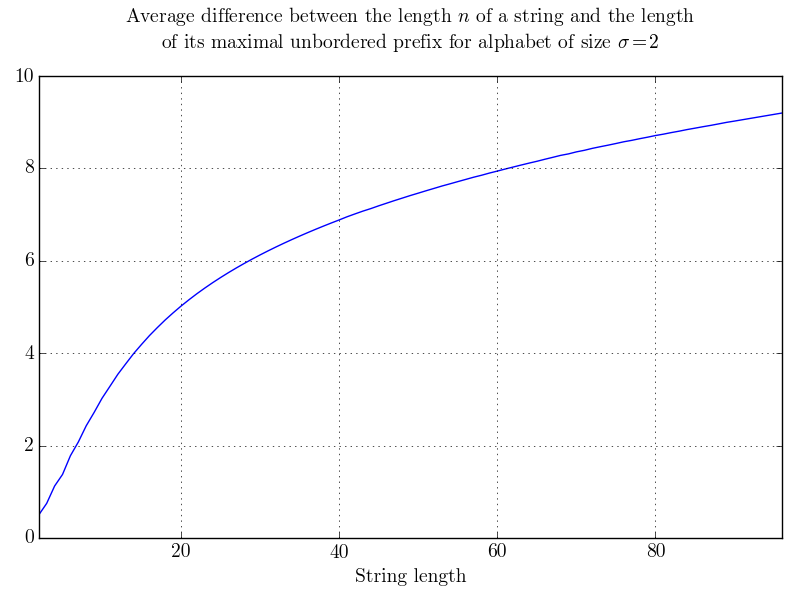 Average difference between the length n of a string and the length
of its maximal unbordered prefix for alphabet of size σ=2
10
8
6
4
2
0
20 40 60 80
String length